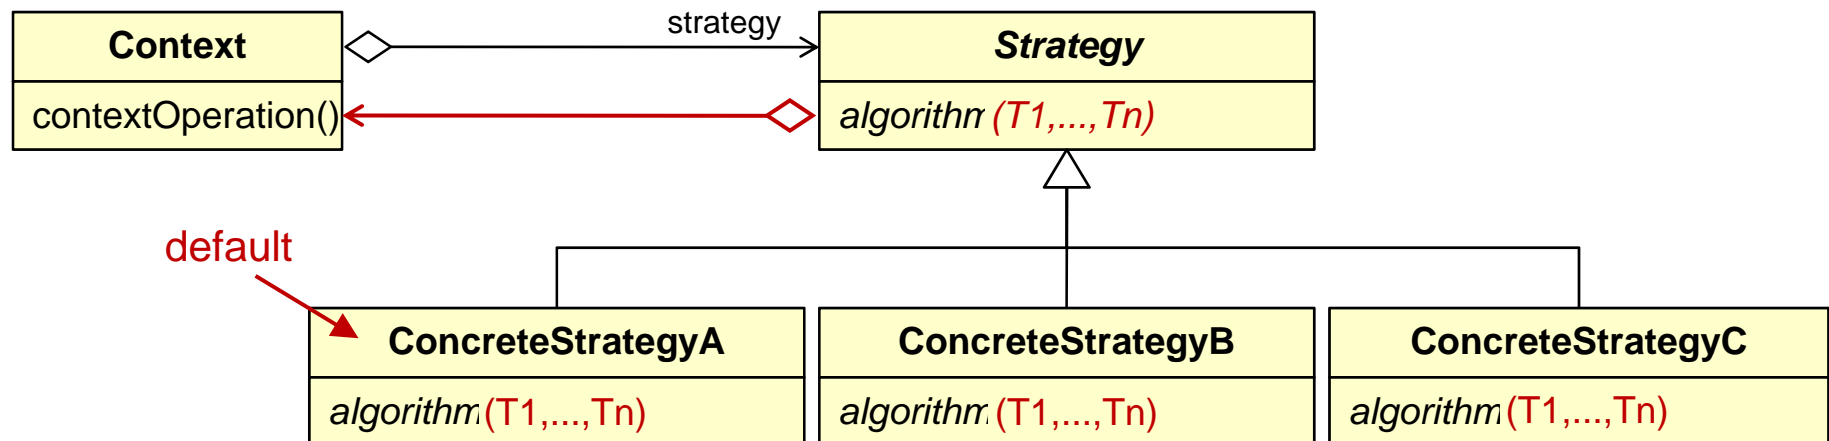 strategy
Context
Strategy
contextOperation()
algorithm(T1,...,Tn)
default
ConcreteStrategyA
ConcreteStrategyB
ConcreteStrategyC
algorithm(T1,...,Tn)
algorithm(T1,...,Tn)
algorithm(T1,...,Tn)